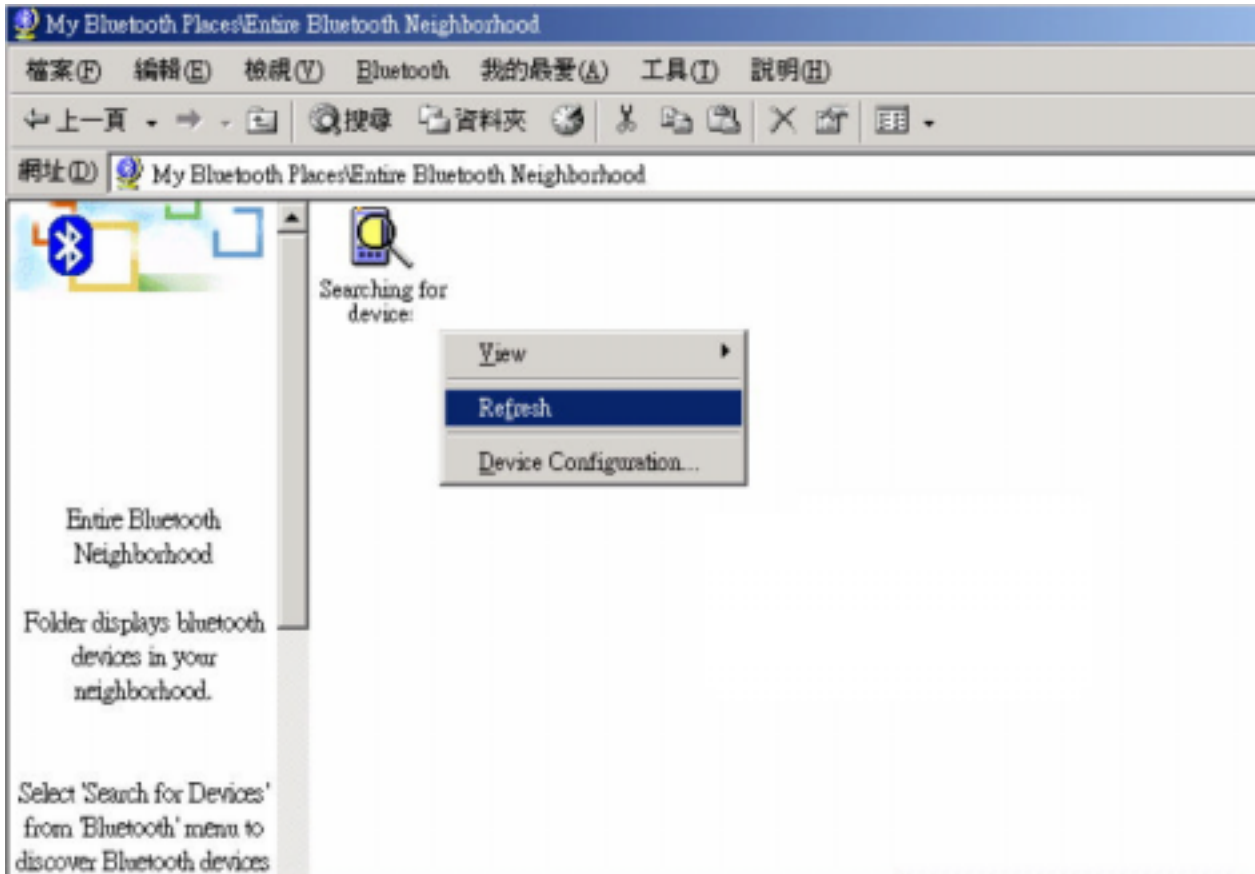 My Bluetooth Places\Entire Bluetooth Neighborhood
檔案(F) 編輯(E) 檢視(V) Bluetooth 我的最愛(A) 工具(T) 說明(H)
上一頁 搜尋 資料夾
網址(D) My Bluetooth Places\Entire Bluetooth Neighborhood
Searching for
device:
View
Refresh
Device Configuration...
Entire Bluetooth
Neighborhood
Folder displays bluetooth
devices in your
neighborhood.
Select 'Search for Devices'
from 'Bluetooth' menu to
discover Bluetooth devices